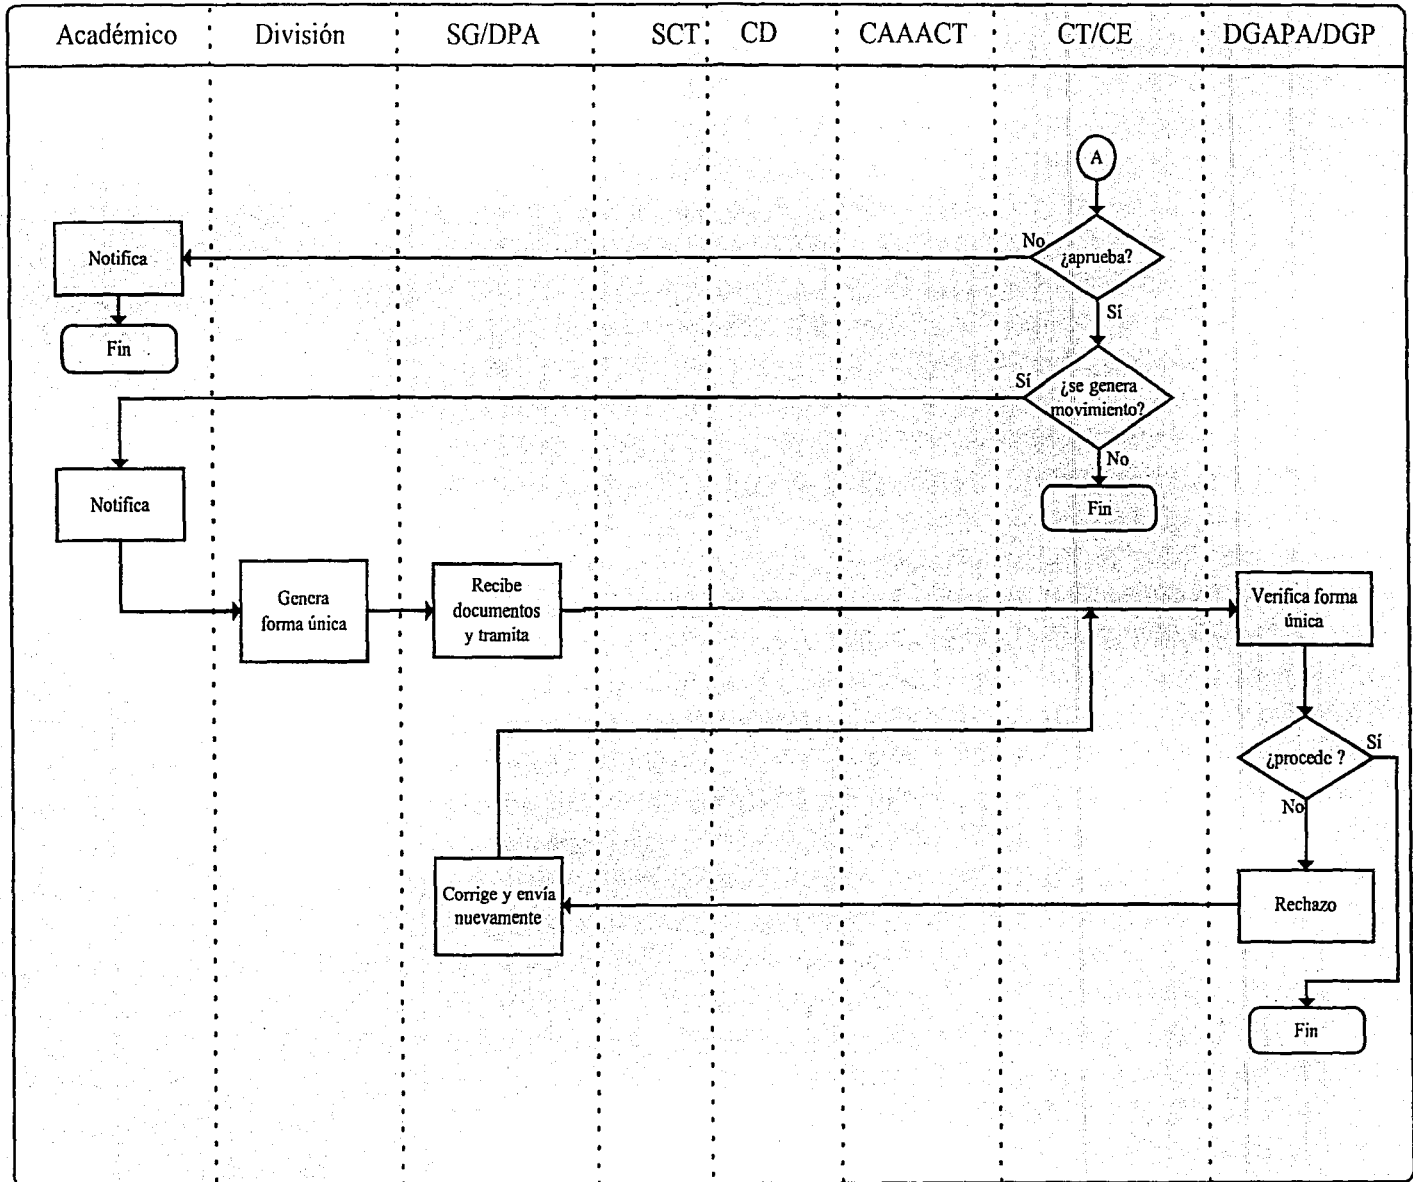 Académico
División
SG/DPA
SCT
CD
CAAACT
CT/CE
DGAPA/DGP
A
No
¿aprueba?
Notifica
Sí
Fin
Sí
¿se genera
movimiento?
No
Notifica
Fin
Genera
forma única
Recibe
documentos
y tramita
Verifica forma
única
Sí
¿procede ?
No
Corrige y envía
nuevamente
Rechazo
Fin